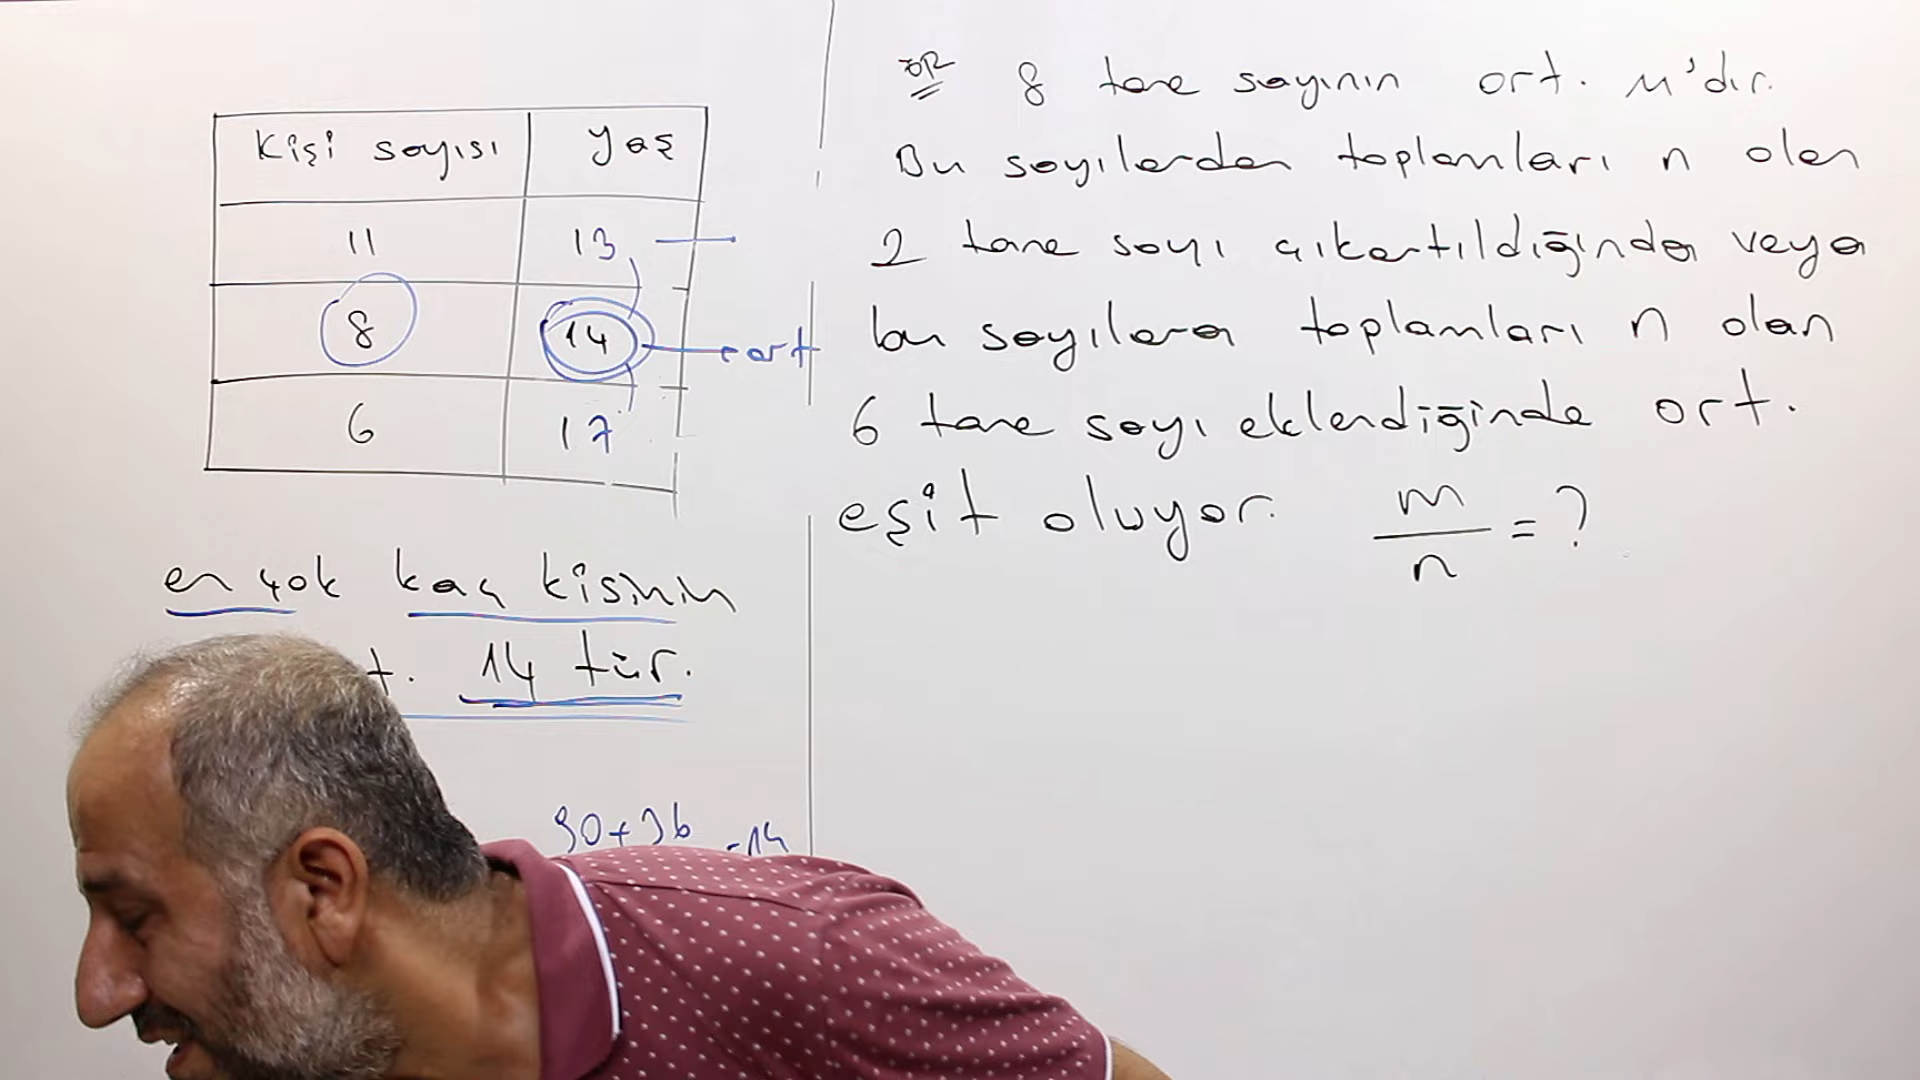 Kişi sayısı yaş
11 13
8 14 ort
6 17
en çok kaç kişinin
t. 14 tür.
90+36 =14
ÖR 8 tane sayının ort. m'dir.
Bu sayılardan toplamları n olan
2 tane sayı çıkartıldığında veya
bu sayılara toplamları n olan
6 tane sayı eklendiğinde ort.
eşit oluyor. m/n = ?